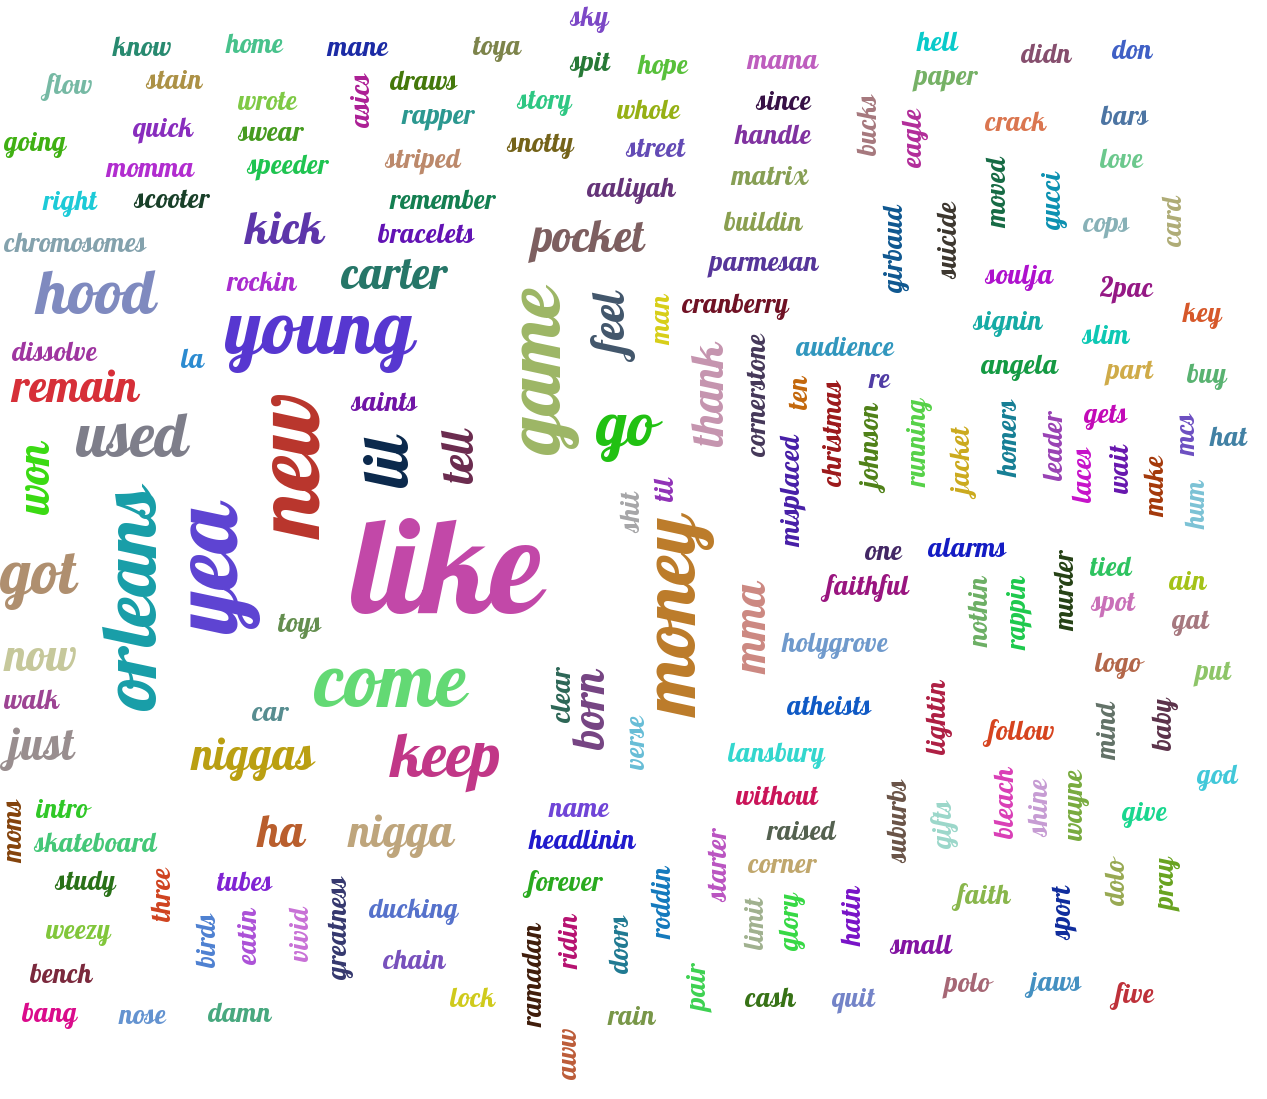 sky
know
home
mane
toya
hell
didn
don
spit
hope
mama
paper
flow
stain
draws
asics
wrote
rapper
story
whole
since
bucks
eagle
crack
bars
going
quick
swear
snotty
street
handle
momma
speeder
striped
love
right
scooter
remember
aaliyah
matrix
moved
gucci
card
chromosomes
kick
bracelets
pocket
buildin
girbaud
suicide
cops
hood
rockin
carter
parmesan
soulja
2pac
young
game
feel
man
cranberry
signin
slim
key
dissolve
la
thank
cornerstone
audience
angela
part
buy
remain
saints
ten
re
christmas
johnson
running
jacket
homers
leader
gets
mcs
hat
used
new
lil
tell
go
won
misplaced
laces
wait
make
hum
orleans
yea
like
shit
til
money
one
alarms
got
mma
faithful
nothin
rappin
murder
tied
spot
ain
gat
toys
now
come
holygrove
logo
put
walk
car
clear
born
verse
atheists
lightin
follow
mind
baby
just
niggas
keep
lansbury
god
moms
intro
name
without
suburbs
gifts
bleach
shine
wayne
give
skateboard
ha
nigga
headlinin
raised
starter
corner
study
three
tubes
forever
roddin
faith
dolo
pray
weezy
birds
eatin
vivid
greatness
ducking
limit
glory
hatin
sport
small
bench
chain
ramadan
ridin
doors
pair
polo
jaws
five
bang
nose
damn
lock
rain
cash
quit
aww